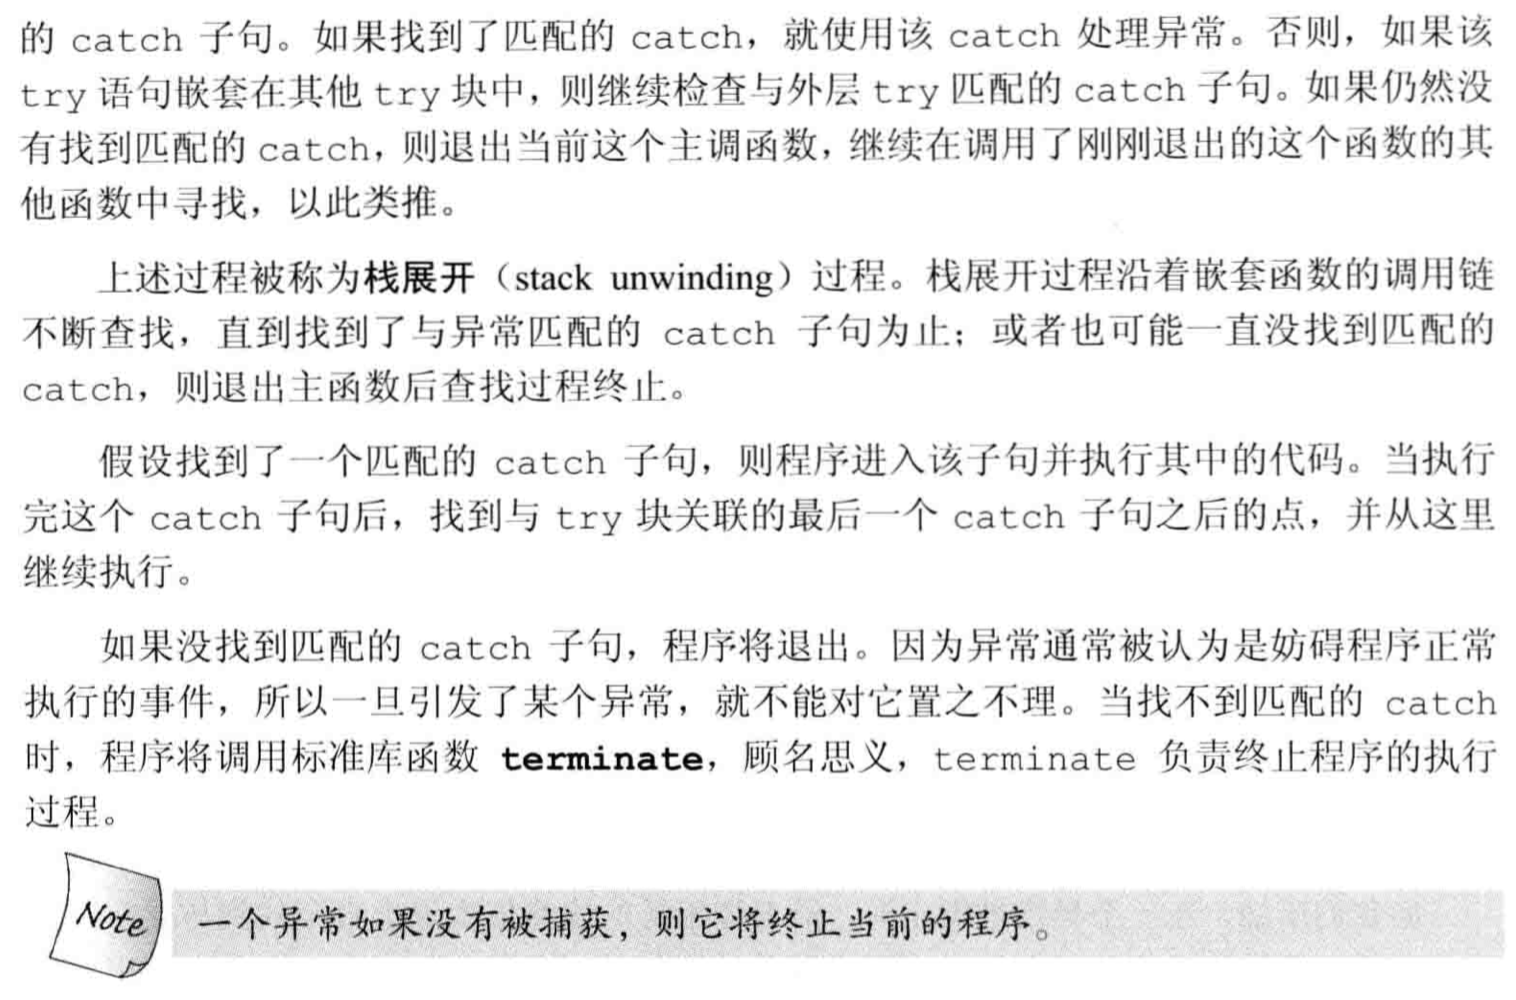 的 catch 子句。如果找到了匹配的 catch，就使用该 catch 处理异常。否则，如果该
try 语句嵌套在其他 try 块中，则继续检查与外层 try 匹配的 catch 子句。如果仍然没
有找到匹配的 catch，则退出当前这个主调函数，继续在调用了刚刚退出的这个函数的其
他函数中寻找，以此类推。
上述过程被称为栈展开（stack unwinding）过程。栈展开过程沿着嵌套函数的调用链
不断查找，直到找到了与异常匹配的 catch 子句为止；或者也可能一直没找到匹配的
catch，则退出主函数后查找过程终止。
假设找到了一个匹配的 catch 子句，则程序进入该子句并执行其中的代码。当执行
完这个 catch 子句后，找到与 try 块关联的最后一个 catch 子句之后的点，并从这里
继续执行。
如果没找到匹配的 catch 子句，程序将退出。因为异常通常被认为是妨碍程序正常
执行的事件，所以一旦引发了某个异常，就不能对它置之不理。当找不到匹配的 catch
时，程序将调用标准库函数 terminate，顾名思义，terminate 负责终止程序的执行
过程。
Note 一个异常如果没有被捕获，则它将终止当前的程序。